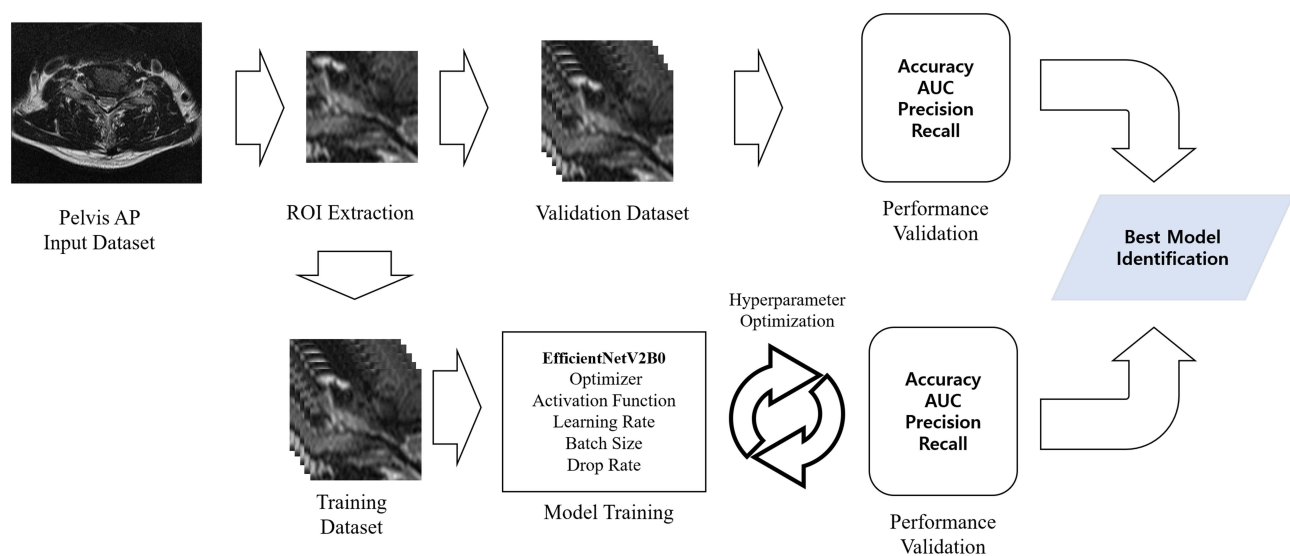 Pelvis AP
Input Dataset
ROI Extraction
Validation Dataset
Accuracy
AUC
Precision
Recall
Performance
Validation
Best Model
Identification
Training
Dataset
EfficientNetV2B0
Optimizer
Activation Function
Learning Rate
Batch Size
Drop Rate
Model Training
Hyperparameter
Optimization
Accuracy
AUC
Precision
Recall
Performance
Validation